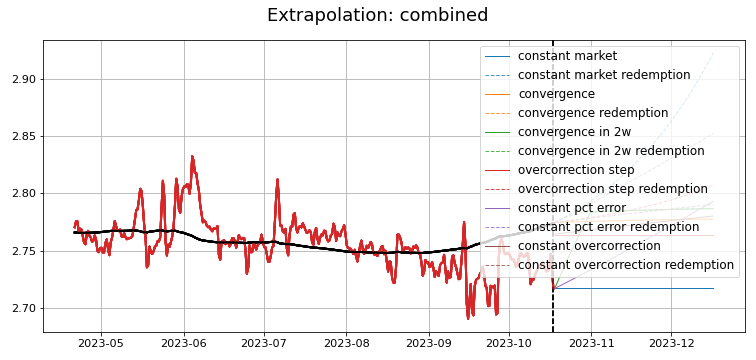 Extrapolation: combined
constant market
constant market redemption
convergence
convergence redemption
convergence in 2w
convergence in 2w redemption
overcorrection step
overcorrection step redemption
constant pct error
constant pct error redemption
constant overcorrection
constant overcorrection redemption
2.90
2.85
2.80
2.75
2.70
2023-05 2023-06 2023-07 2023-08 2023-09 2023-10 2023-11 2023-12